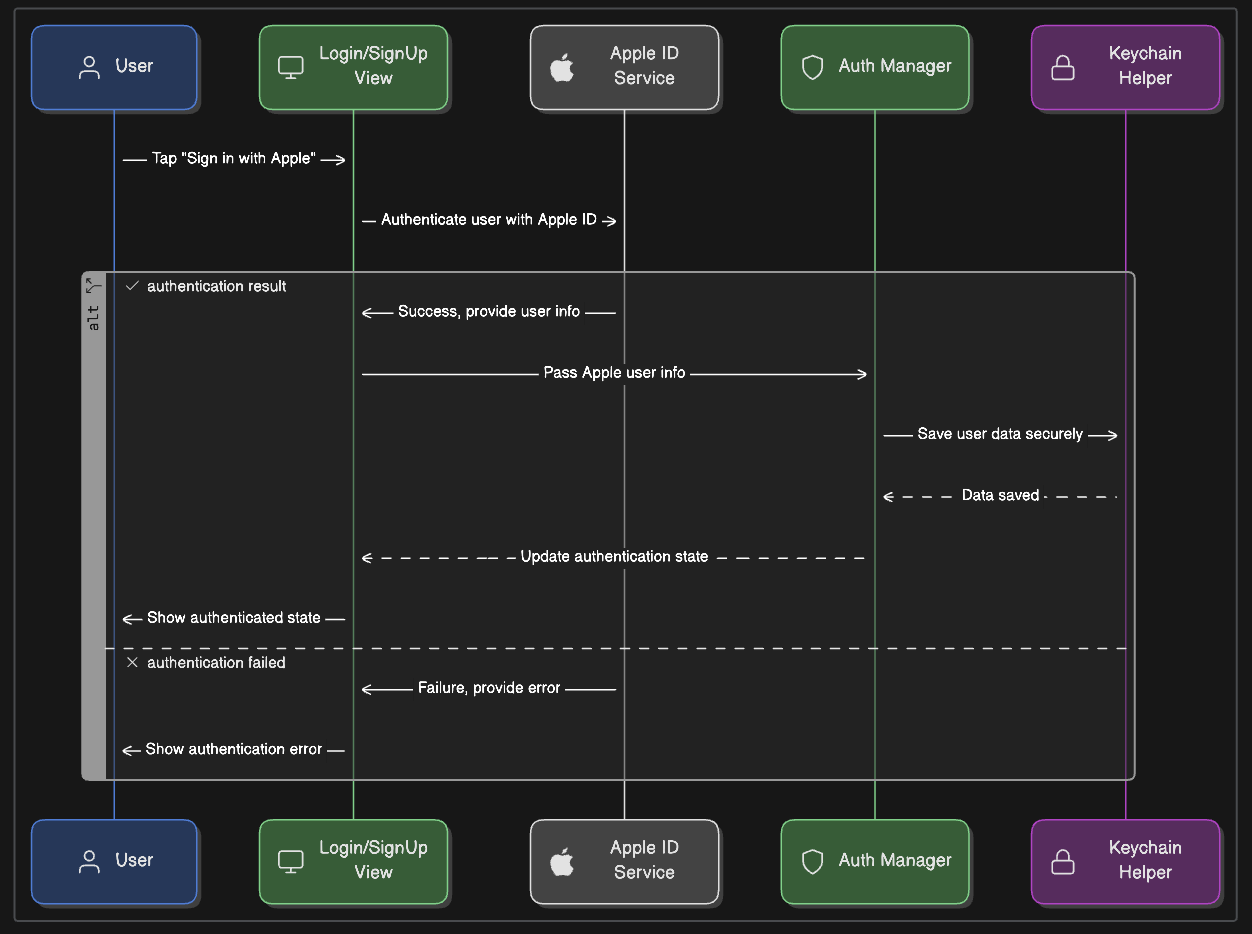 User
Login/SignUp
View
Apple ID
Service
Auth Manager
Keychain
Helper
Tap "Sign in with Apple"
Authenticate user with Apple ID
alt
authentication result
Success, provide user info
Pass Apple user info
Save user data securely
Data saved
Update authentication state
Show authenticated state
authentication failed
Failure, provide error
Show authentication error
User
Login/SignUp
View
Apple ID
Service
Auth Manager
Keychain
Helper